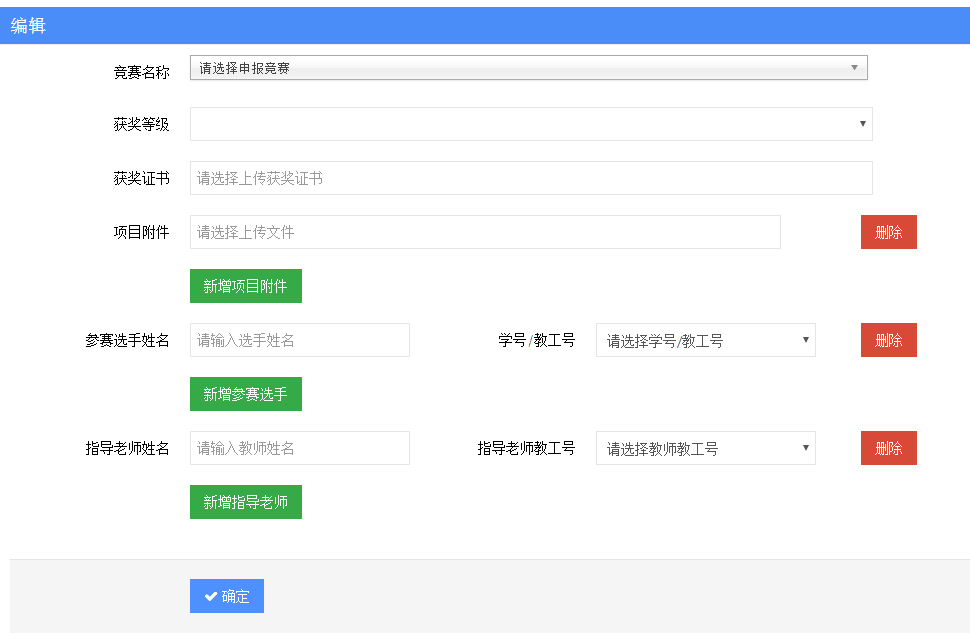 编辑
竞赛名称 请选择申报竞赛
获奖等级
获奖证书 请选择上传获奖证书
项目附件 请选择上传文件 删除
新增项目附件
参赛选手姓名 请输入选手姓名 学号/教工号 请选择学号/教工号 删除
新增参赛选手
指导老师姓名 请输入教师姓名 指导老师教工号 请选择教师教工号 删除
新增指导老师
确定